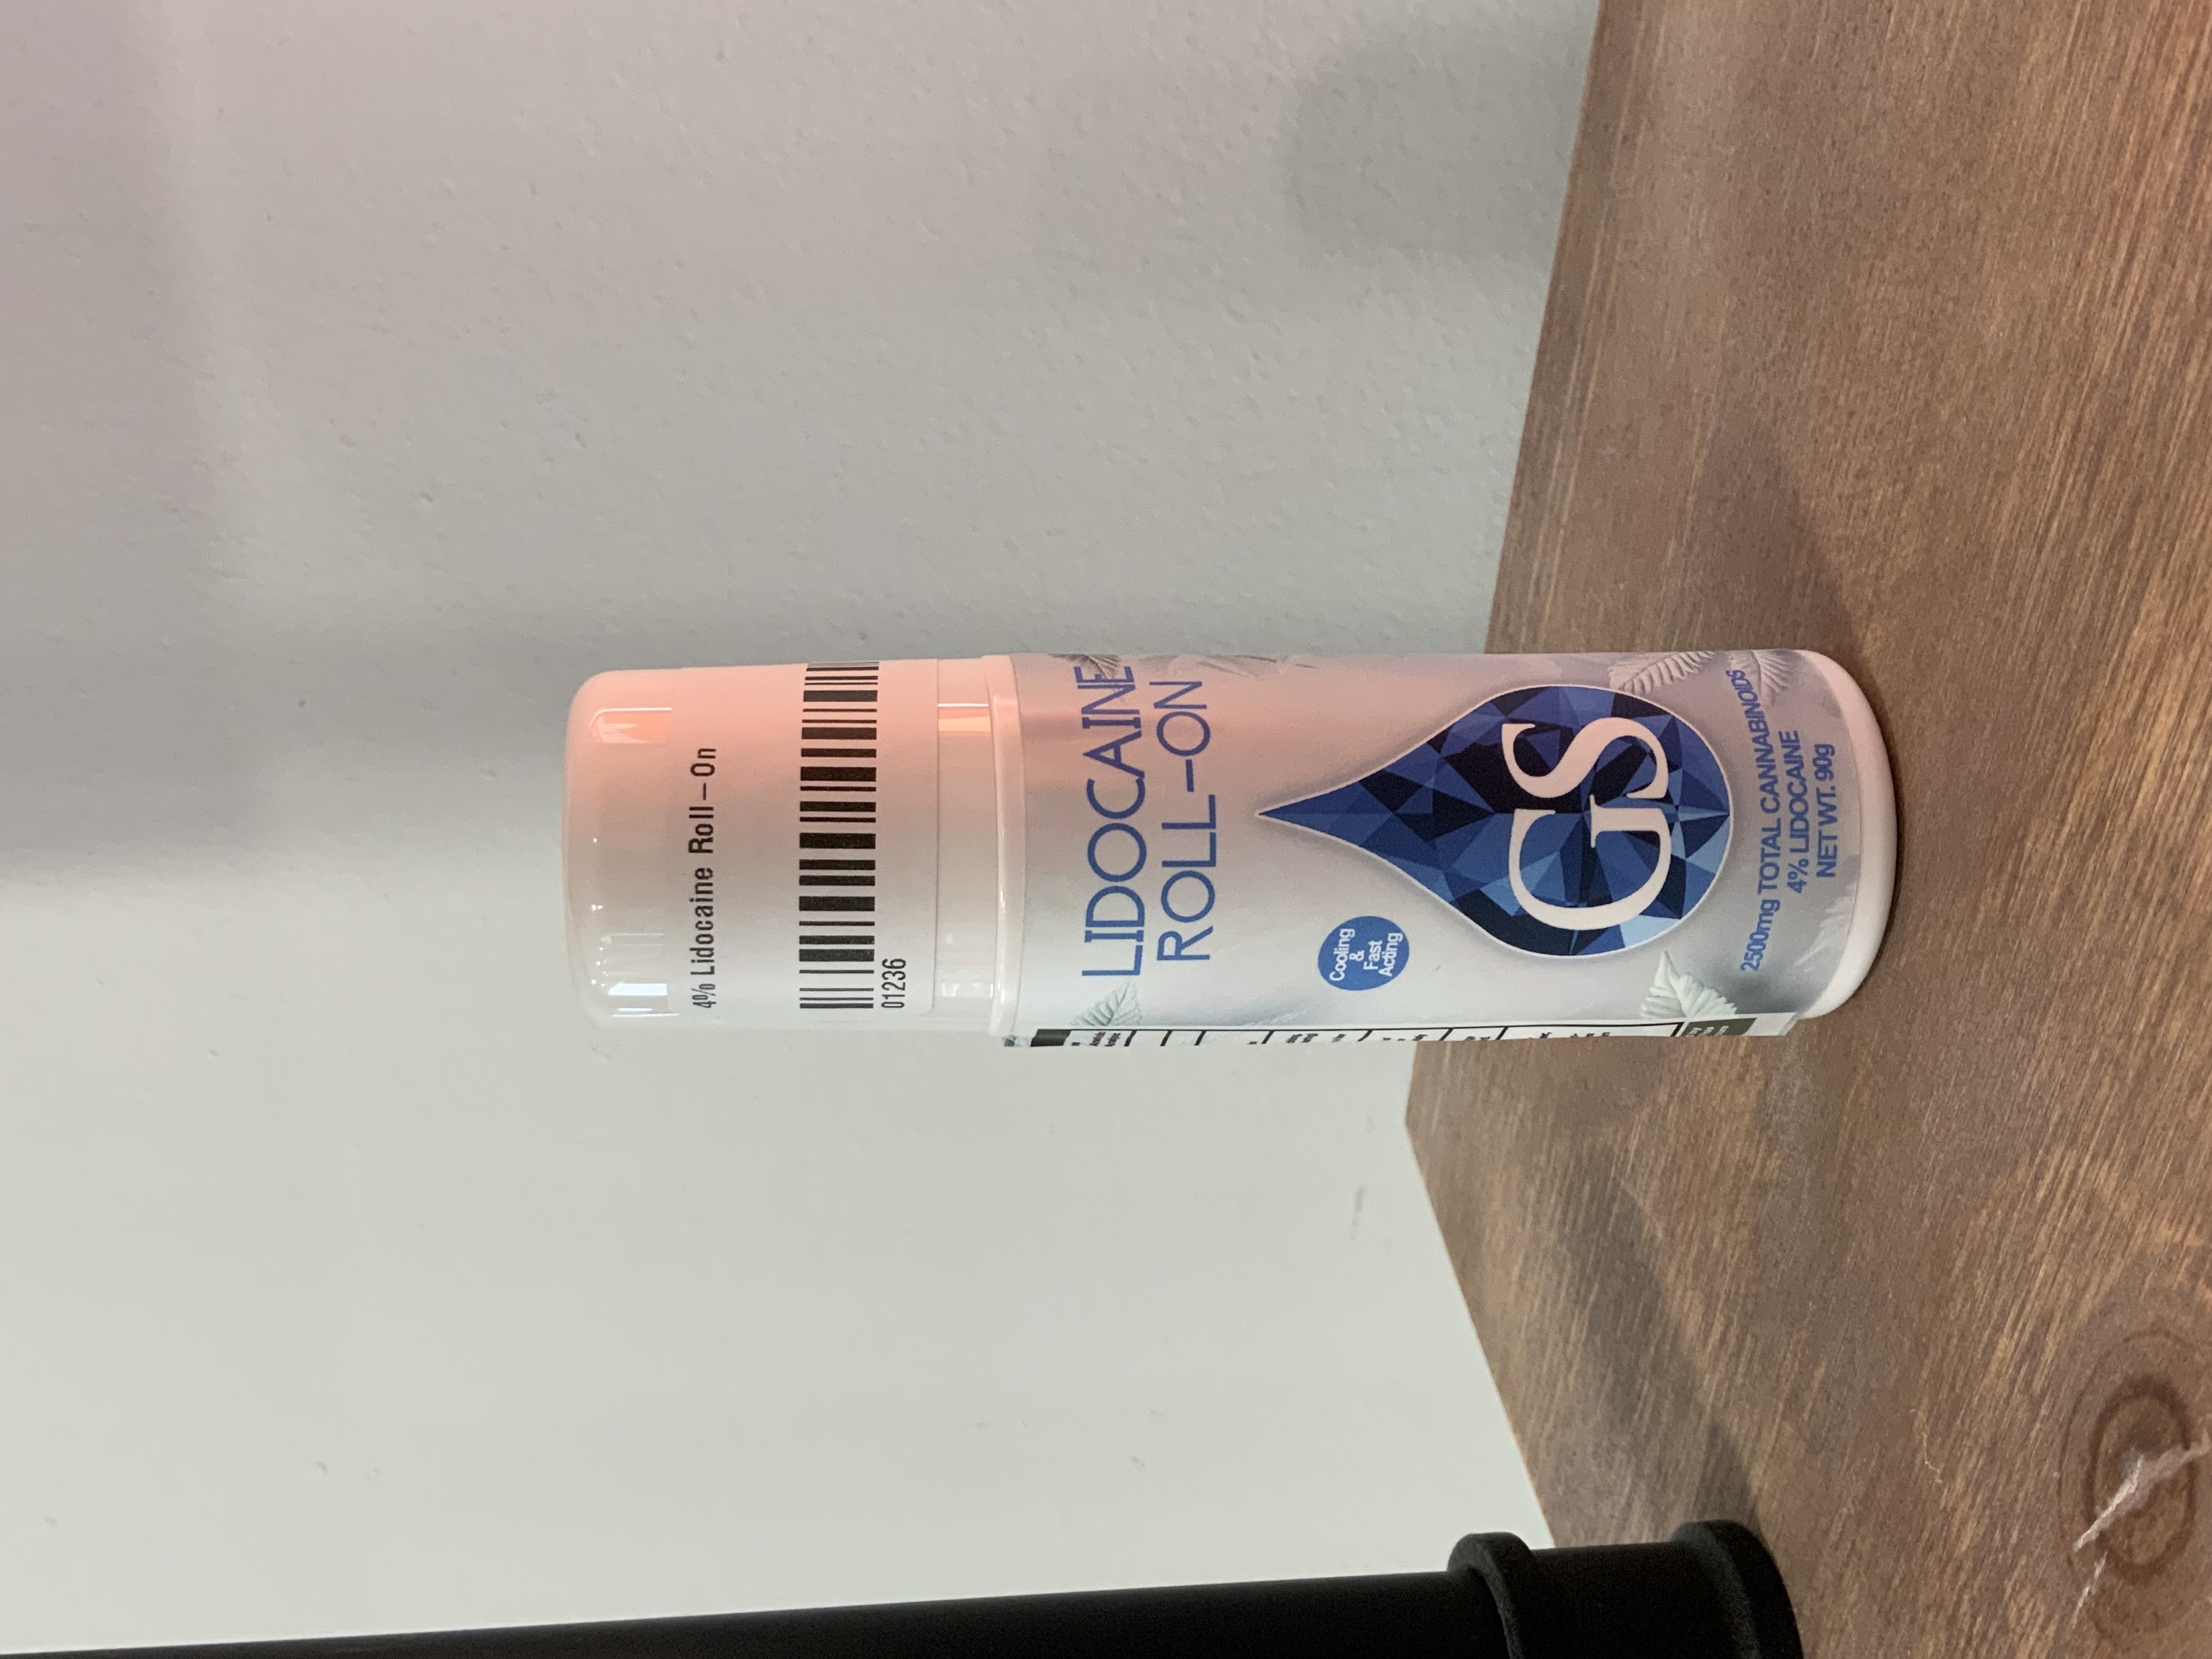 4% Lidocaine Roll-On
01236
LIDOCAINE
ROLL-ON
Cooling
&
Fast
Acting
GS
2500mg TOTAL CANNABINOIDS
4% LIDOCAINE
NET WT. 90g